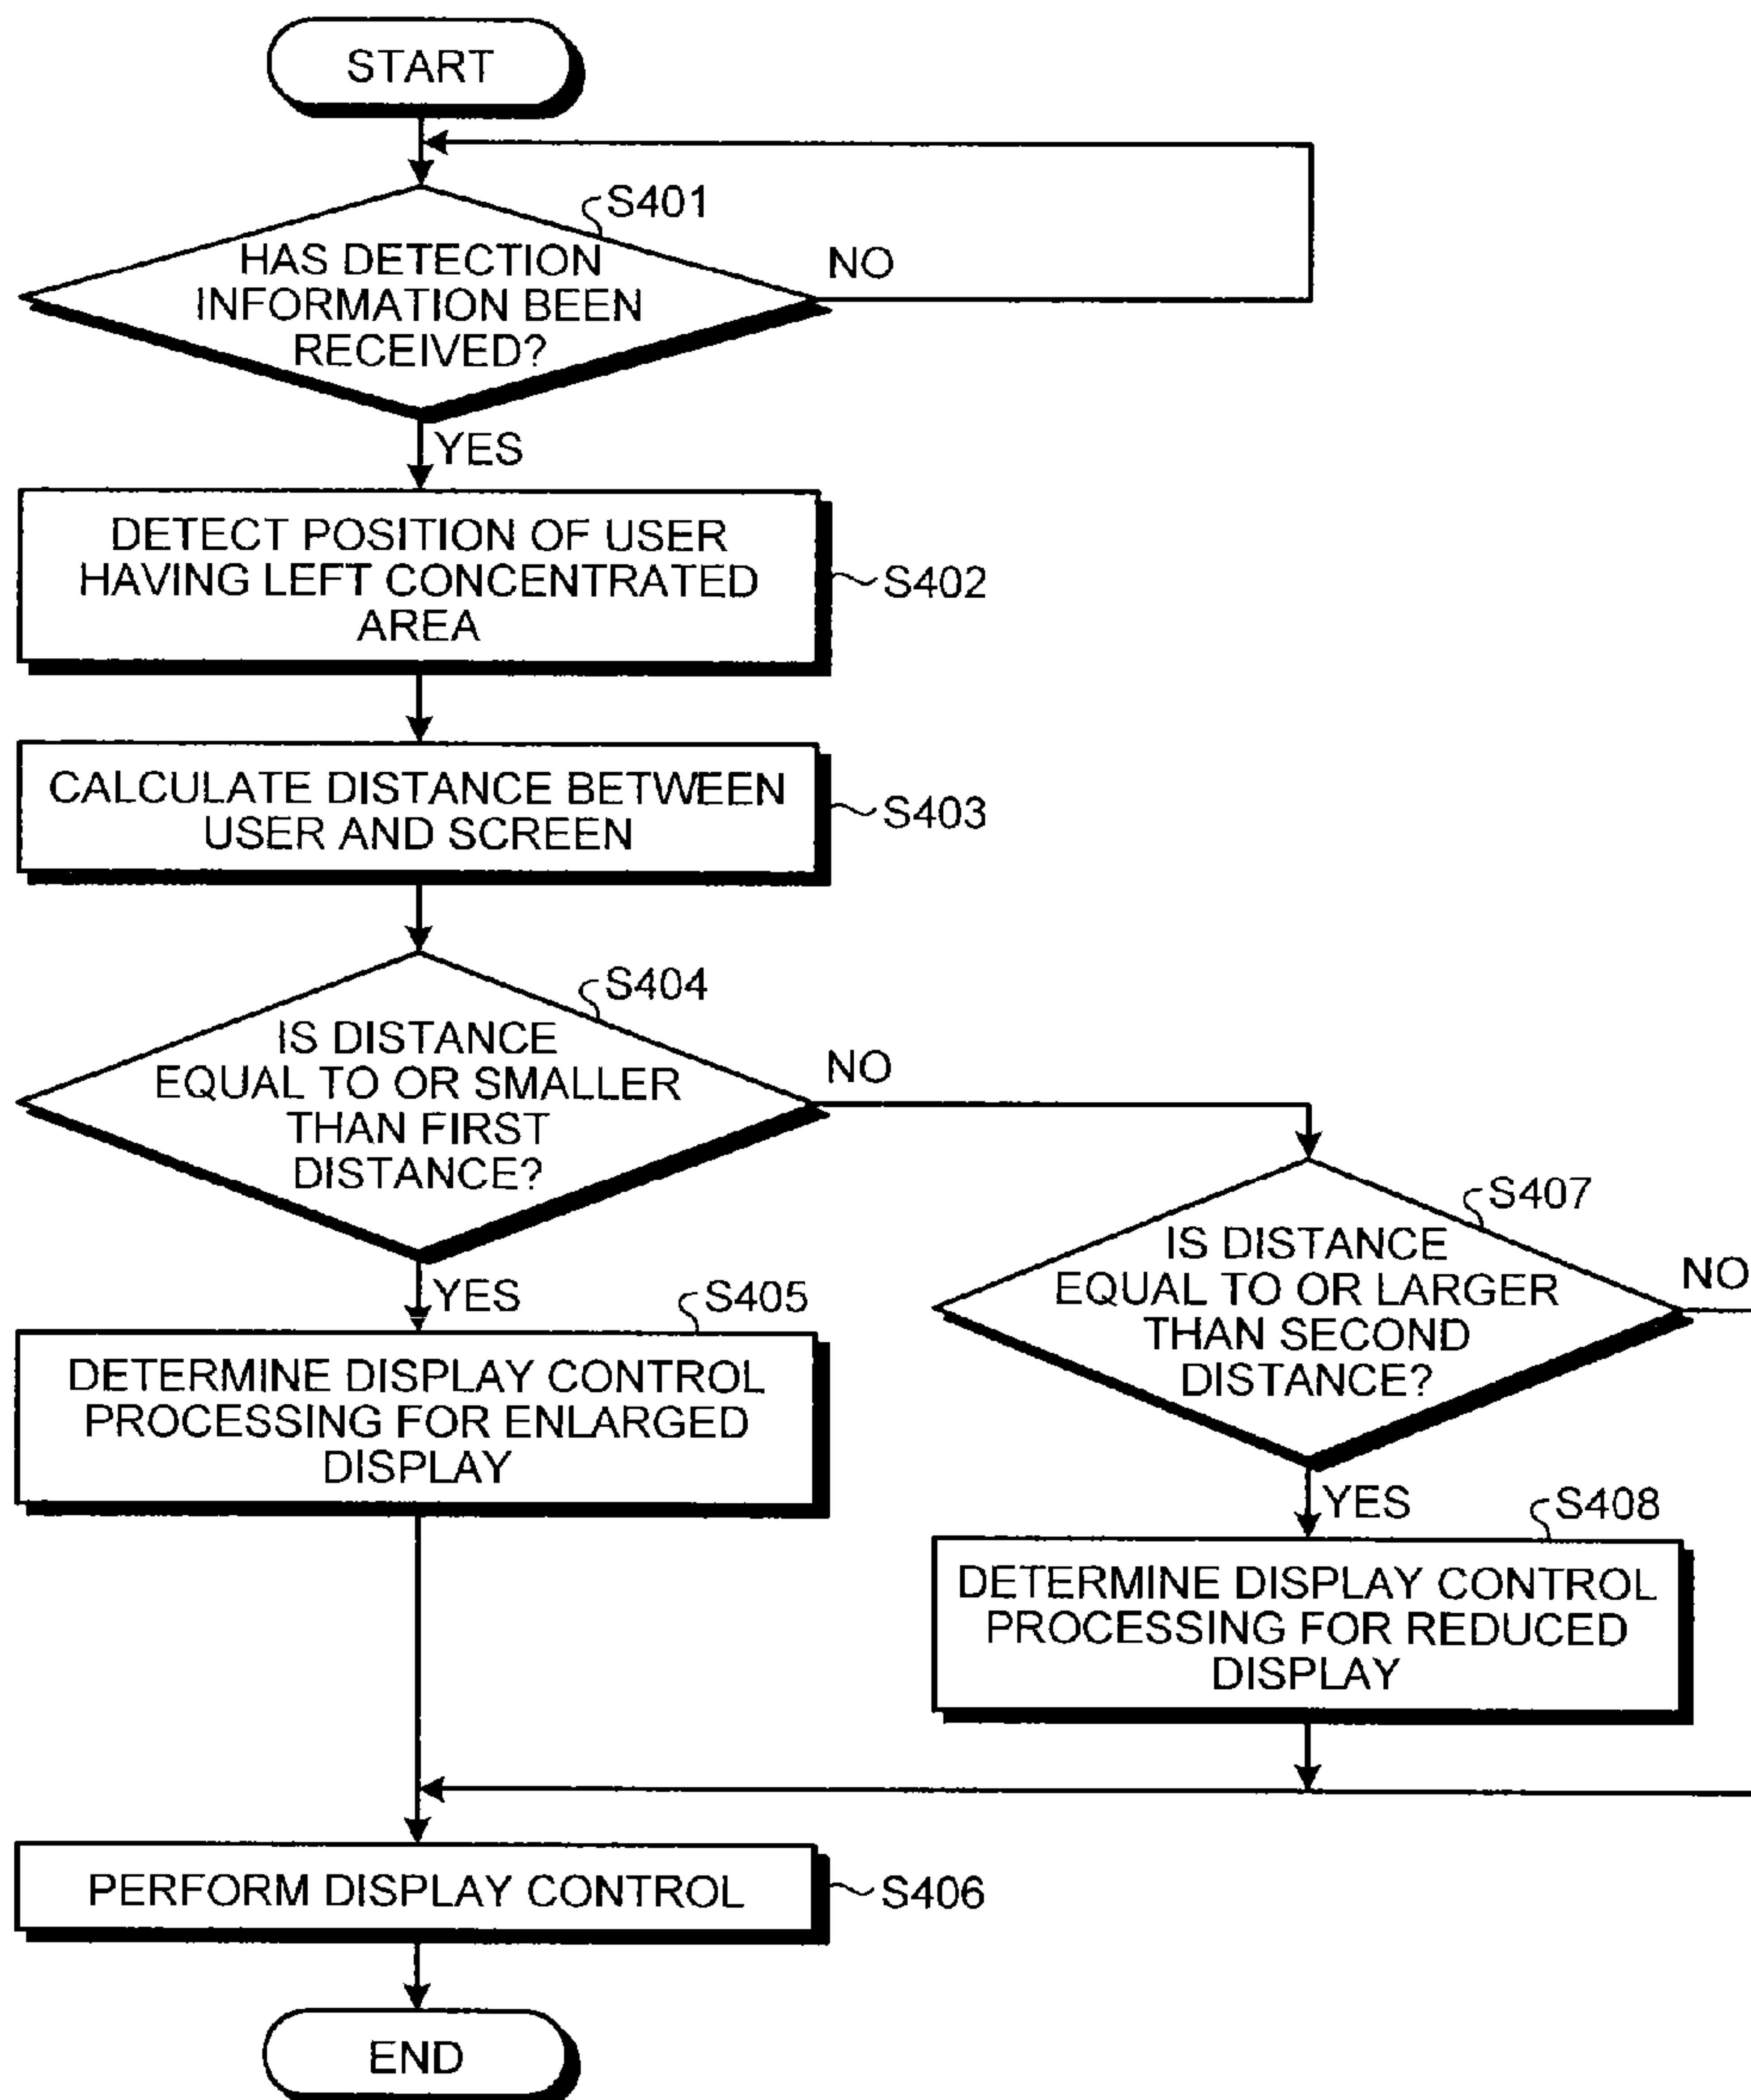 START
S401
HAS DETECTION
INFORMATION BEEN
RECEIVED?
NO
YES
DETECT POSITION OF USER
HAVING LEFT CONCENTRATED
AREA
S402
CALCULATE DISTANCE BETWEEN
USER AND SCREEN
S403
S404
IS DISTANCE
EQUAL TO OR SMALLER
THAN FIRST
DISTANCE?
NO
YES
S405
DETERMINE DISPLAY CONTROL
PROCESSING FOR ENLARGED
DISPLAY
S407
IS DISTANCE
EQUAL TO OR LARGER
THAN SECOND
DISTANCE?
NO
YES
S408
DETERMINE DISPLAY CONTROL
PROCESSING FOR REDUCED
DISPLAY
PERFORM DISPLAY CONTROL
S406
END